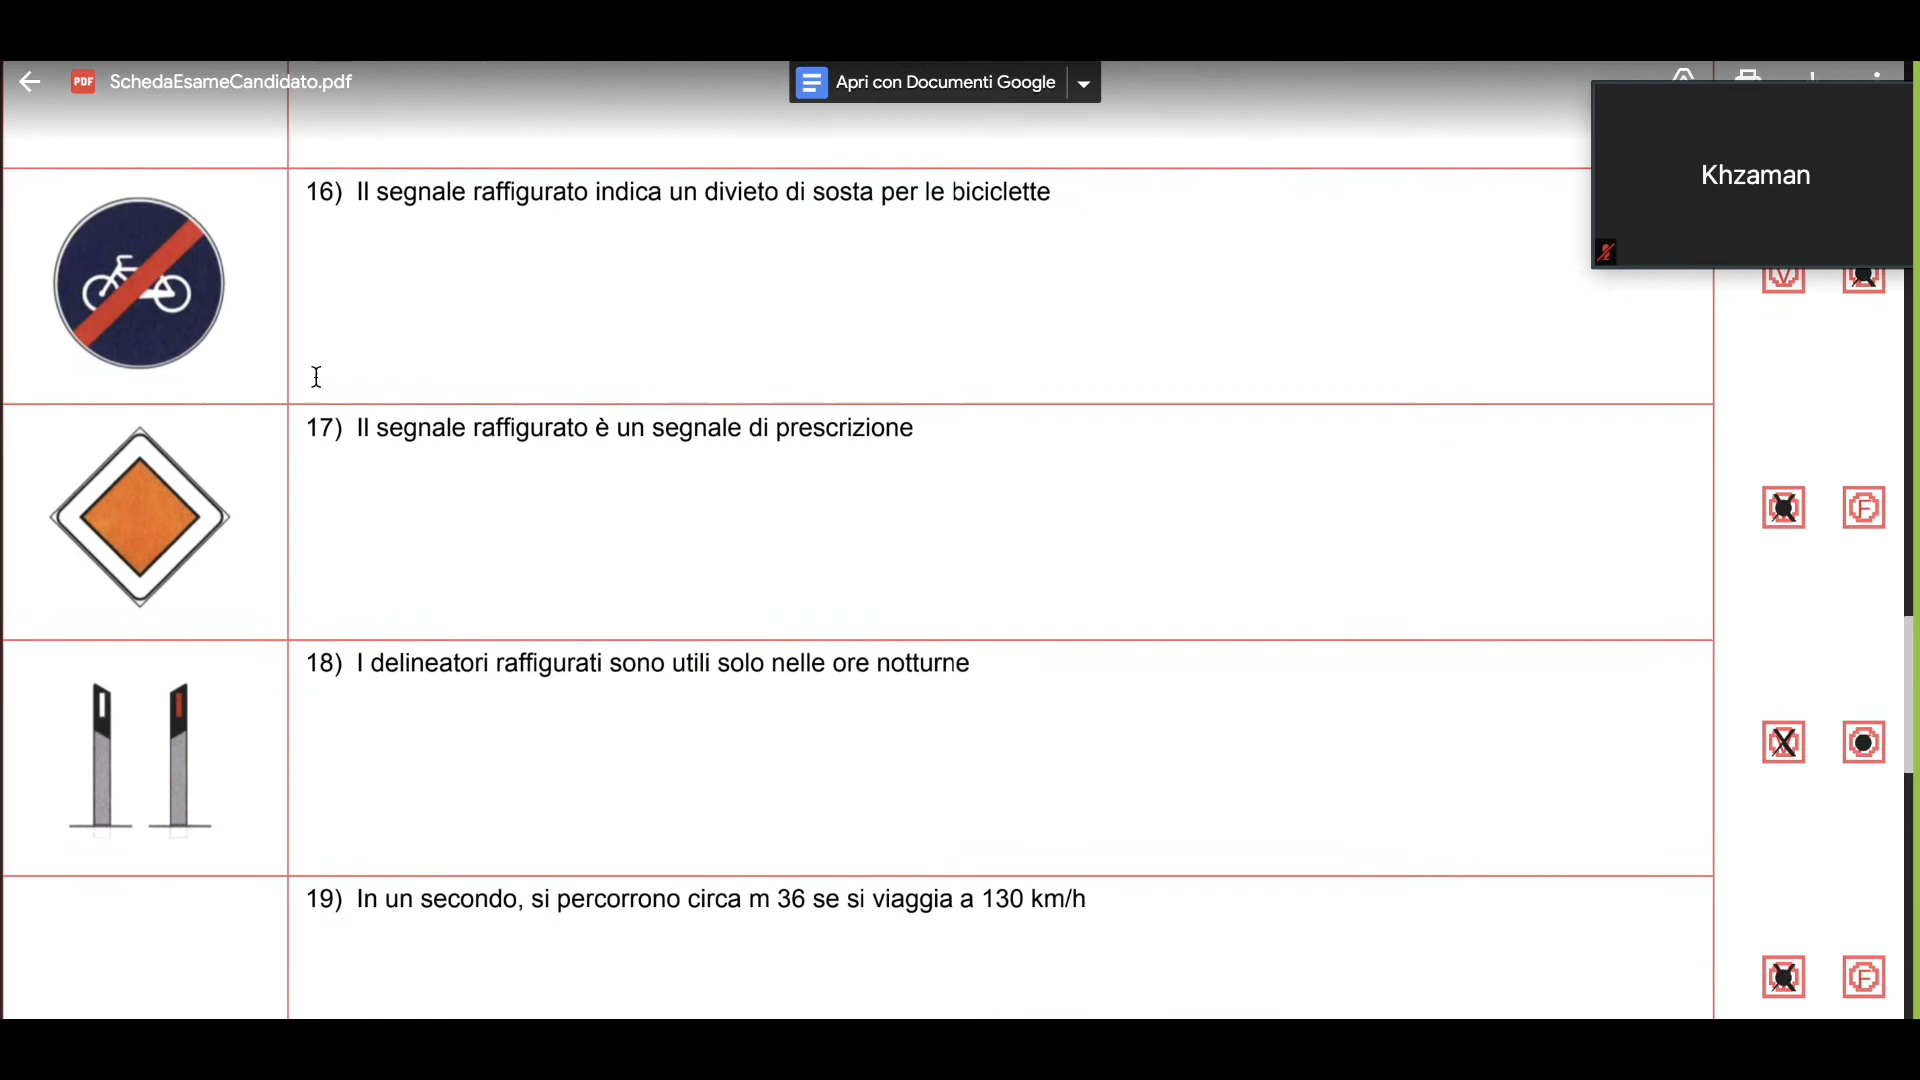 PDF SchedaEsameCandidato.pdf
Apri con Documenti Google
Khzaman
16) Il segnale raffigurato indica un divieto di sosta per le biciclette
V
17) Il segnale raffigurato è un segnale di prescrizione
F
18) I delineatori raffigurati sono utili solo nelle ore notturne
19) In un secondo, si percorrono circa m 36 se si viaggia a 130 km/h
F